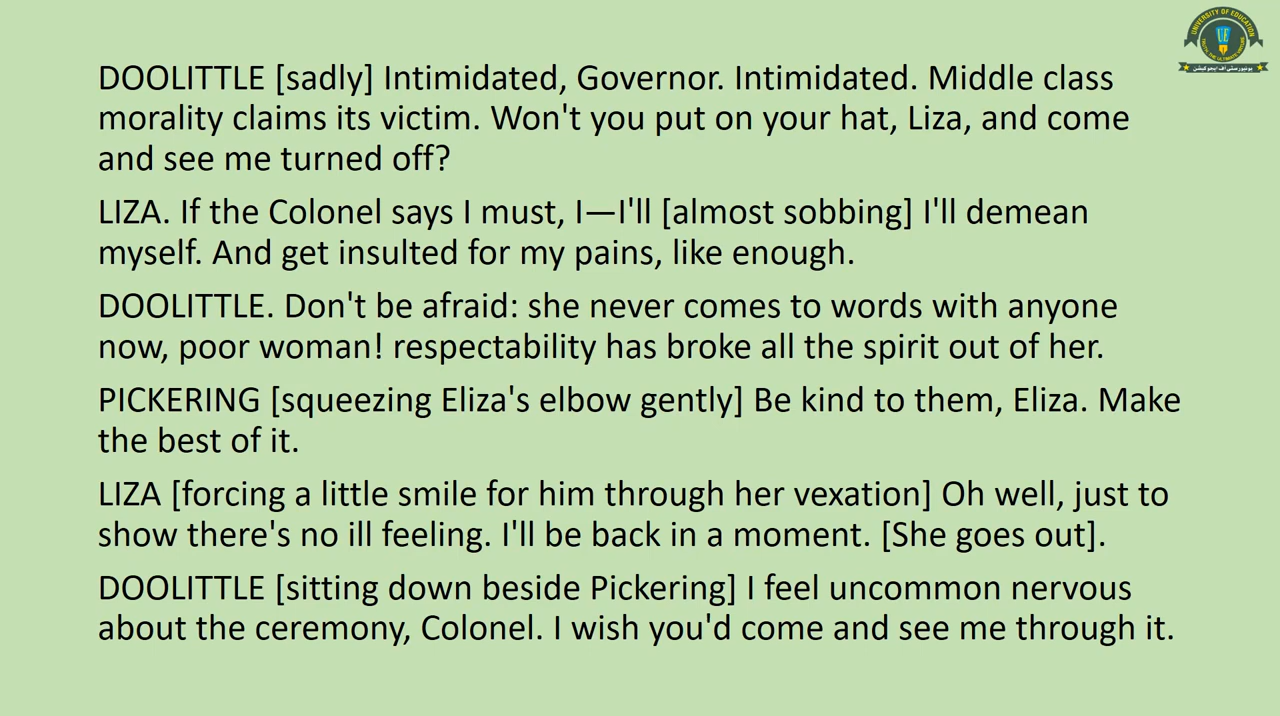 UNIVERSITY OF EDUCATION
UE
یونیورسٹی آف ایجوکیشن
DOOLITTLE [sadly] Intimidated, Governor. Intimidated. Middle class
morality claims its victim. Won't you put on your hat, Liza, and come
and see me turned off?
LIZA. If the Colonel says I must, I—I'll [almost sobbing] I'll demean
myself. And get insulted for my pains, like enough.
DOOLITTLE. Don't be afraid: she never comes to words with anyone
now, poor woman! respectability has broke all the spirit out of her.
PICKERING [squeezing Eliza's elbow gently] Be kind to them, Eliza. Make
the best of it.
LIZA [forcing a little smile for him through her vexation] Oh well, just to
show there's no ill feeling. I'll be back in a moment. [She goes out].
DOOLITTLE [sitting down beside Pickering] I feel uncommon nervous
about the ceremony, Colonel. I wish you'd come and see me through it.